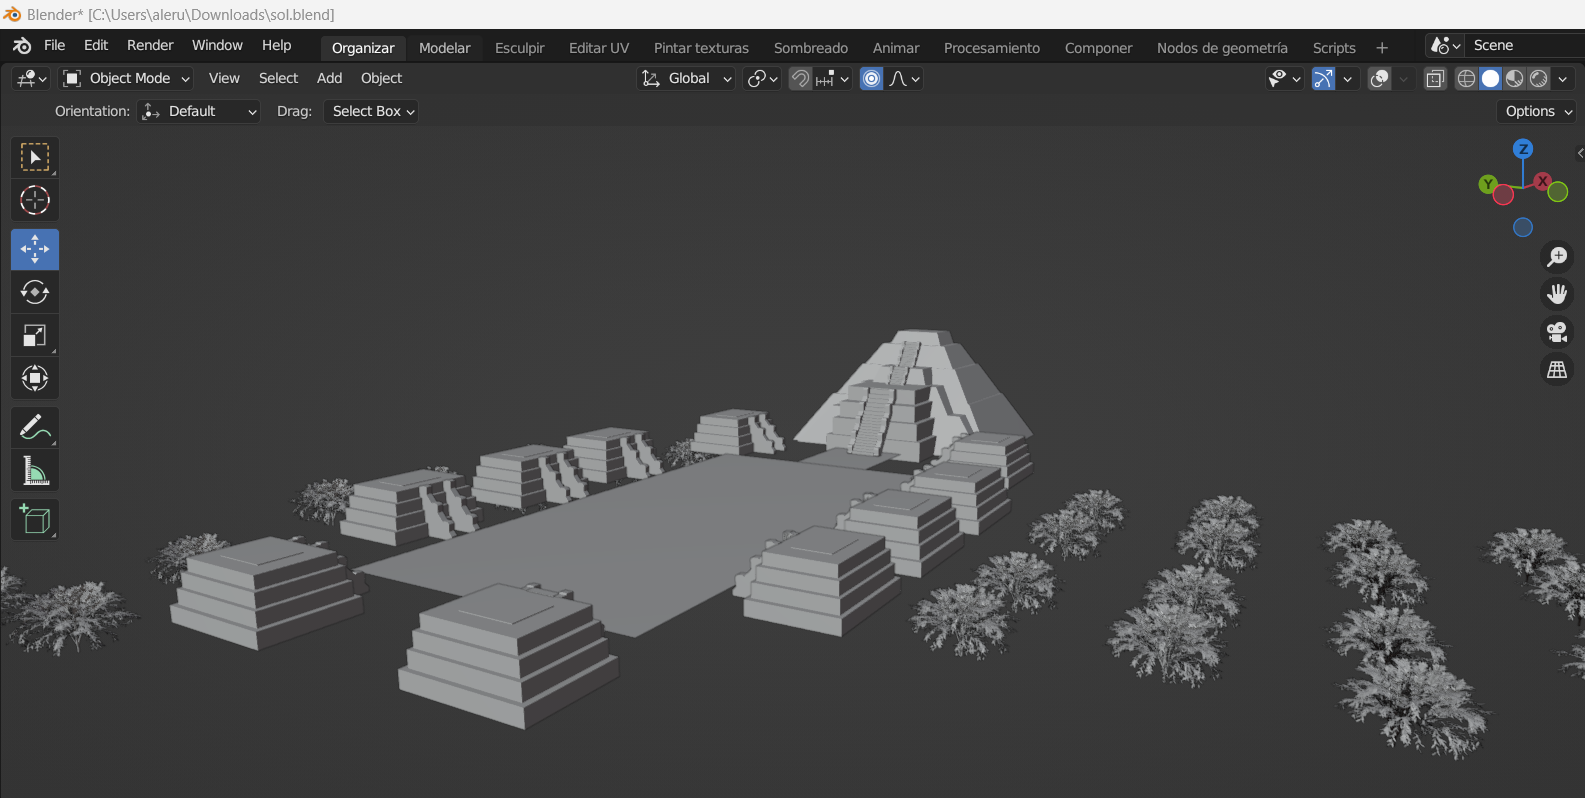 Blender* [C:\Users\aleru\Downloads\sol.blend]
File Edit Render Window Help Organizar Modelar Esculpir Editar UV Pintar texturas Sombreado Animar Procesamiento Componer Nodos de geometría Scripts + Scene
Object Mode View Select Add Object Global
Orientation: Default Drag: Select Box Options
Z
Y X